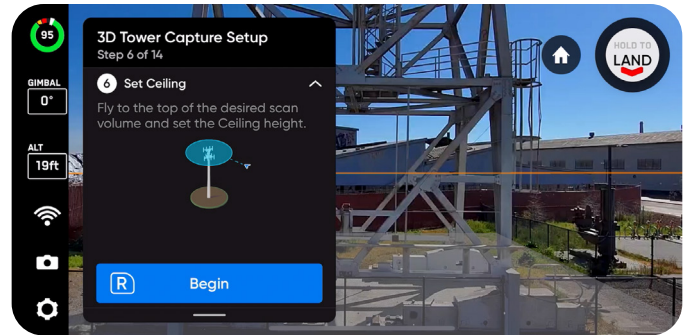 95
GIMBAL
0°
ALT
19ft
3D Tower Capture Setup
Step 6 of 14
6 Set Ceiling
Fly to the top of the desired scan
volume and set the Ceiling height.
R Begin
HOLD TO
LAND